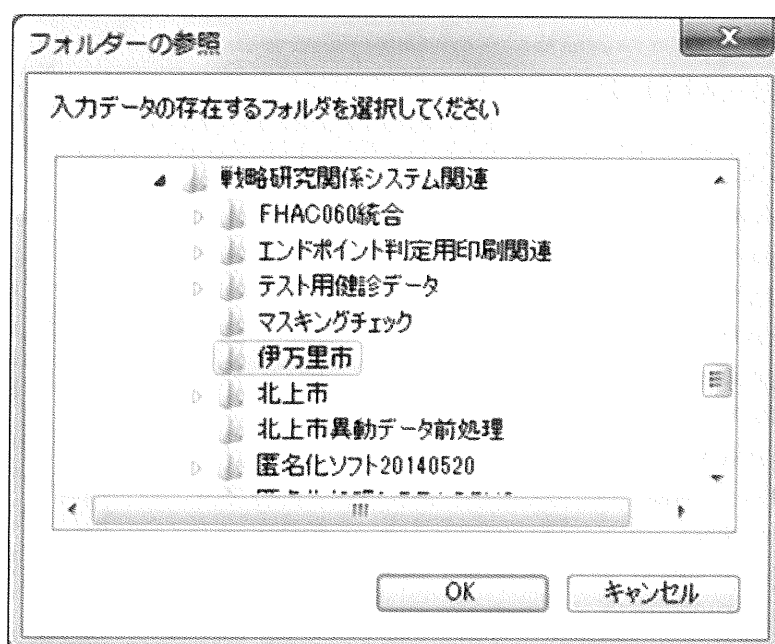 フォルダーの参照
入力データの存在するフォルダを選択してください
戦略研究関係システム関連
FHAC060統合
エンドポイント判定用印刷関連
テスト用健診データ
マスキングチェック
伊万里市
北上市
北上市異動データ前処理
匿名化ソフト20140520
OK
キャンセル